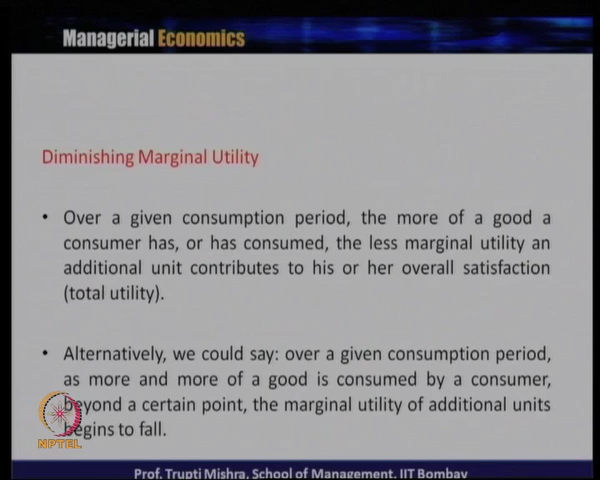 Managerial Economics
Diminishing Marginal Utility
• Over a given consumption period, the more of a good a
consumer has, or has consumed, the less marginal utility an
additional unit contributes to his or her overall satisfaction
(total utility).
• Alternatively, we could say: over a given consumption period,
as more and more of a good is consumed by a consumer,
beyond a certain point, the marginal utility of additional units
begins to fall.
NPTEL
Prof. Trupti Mishra, School of Management, IIT Bombay